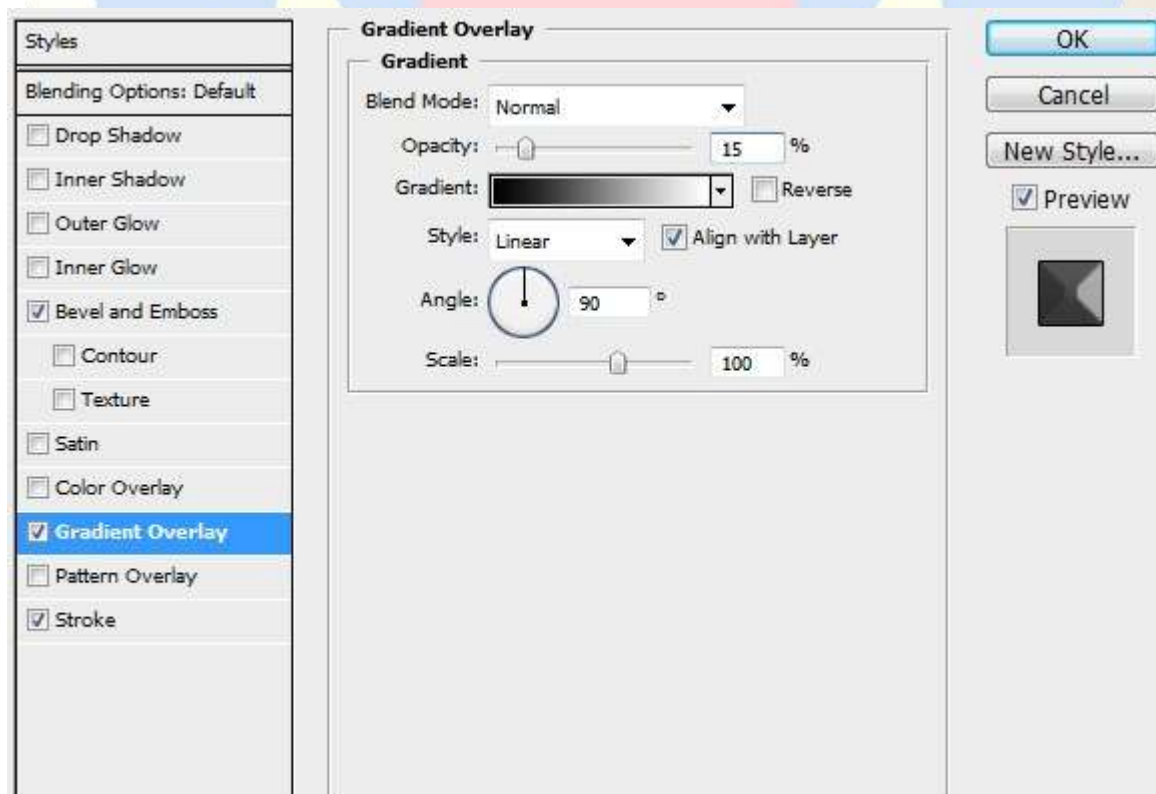 Styles
Blending Options: Default
Drop Shadow
Inner Shadow
Outer Glow
Inner Glow
Bevel and Emboss
Contour
Texture
Satin
Color Overlay
Gradient Overlay
Pattern Overlay
Stroke
Gradient Overlay
Gradient
Blend Mode: Normal
Opacity: 15 %
Gradient: Reverse
Style: Linear Align with Layer
Angle: 90 °
Scale: 100 %
OK
Cancel
New Style...
Preview